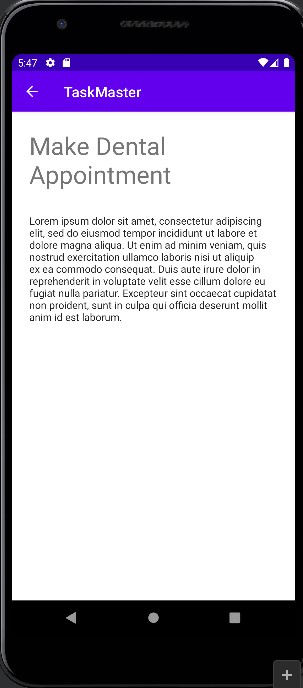 5:47
TaskMaster
Make Dental
Appointment
Lorem ipsum dolor sit amet, consectetur adipiscing
elit, sed do eiusmod tempor incididunt ut labore et
dolore magna aliqua. Ut enim ad minim veniam, quis
nostrud exercitation ullamco laboris nisi ut aliquip
ex ea commodo consequat. Duis aute irure dolor in
reprehenderit in voluptate velit esse cillum dolore eu
fugiat nulla pariatur. Excepteur sint occaecat cupidatat
non proident, sunt in culpa qui officia deserunt mollit
anim id est laborum.